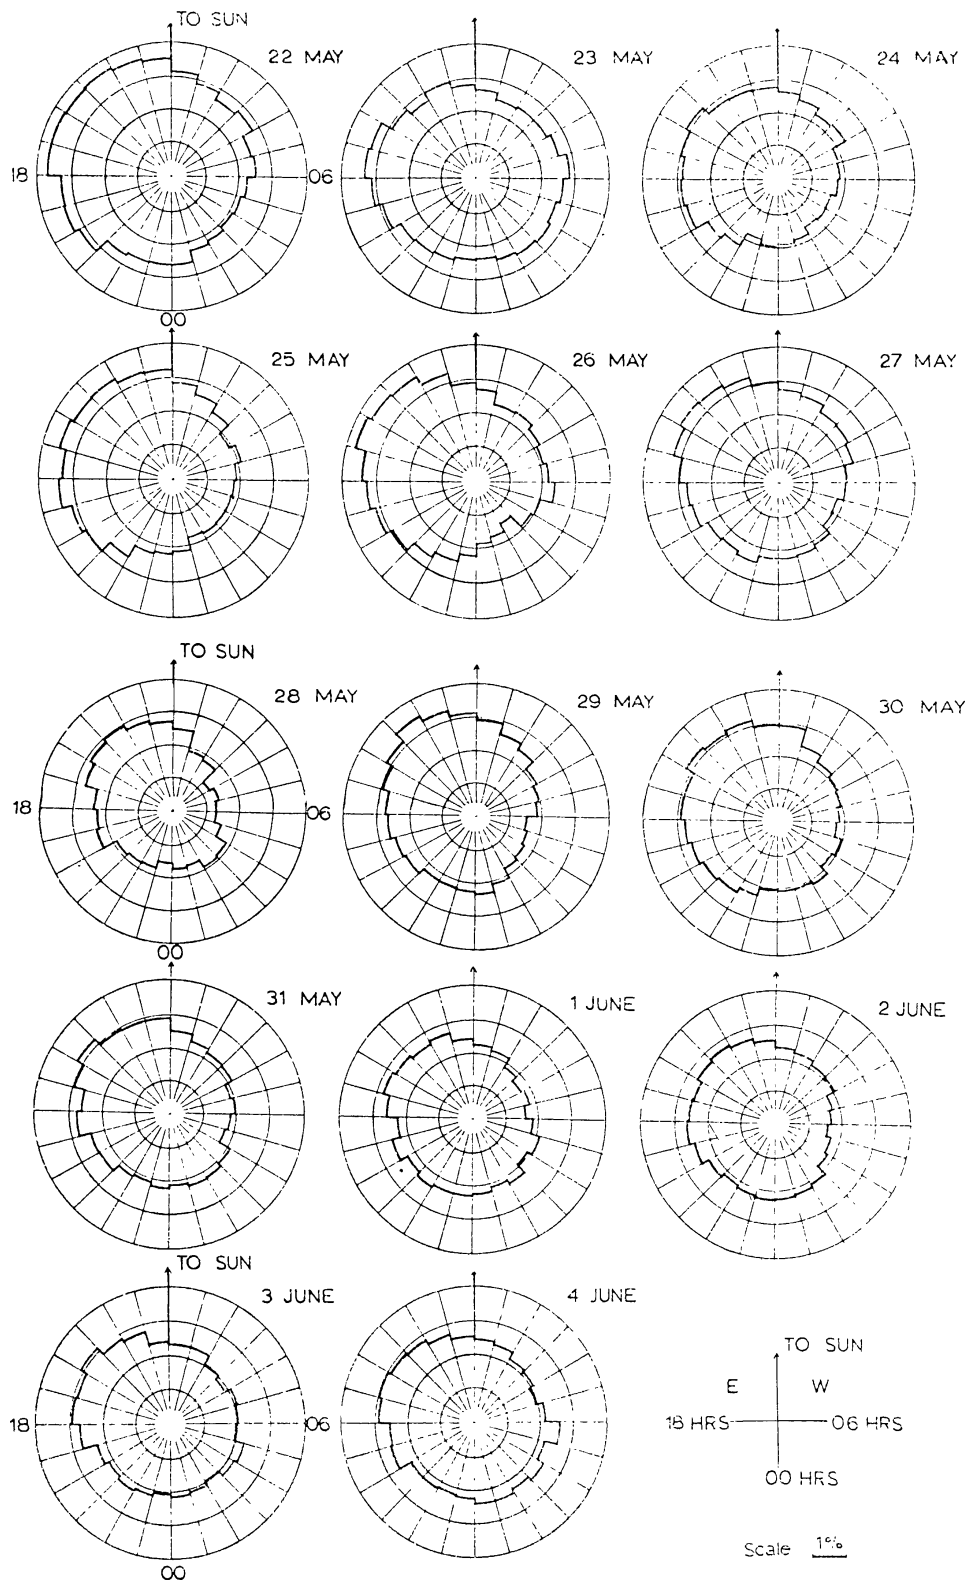 TO SUN
22 MAY
23 MAY
24 MAY
18
06
00
25 MAY
26 MAY
27 MAY
TO SUN
28 MAY
29 MAY
30 MAY
18
06
00
31 MAY
1 JUNE
2 JUNE
TO SUN
3 JUNE
4 JUNE
18
06
00
TO SUN
E W
18 HRS 06 HRS
00 HRS
Scale 1%